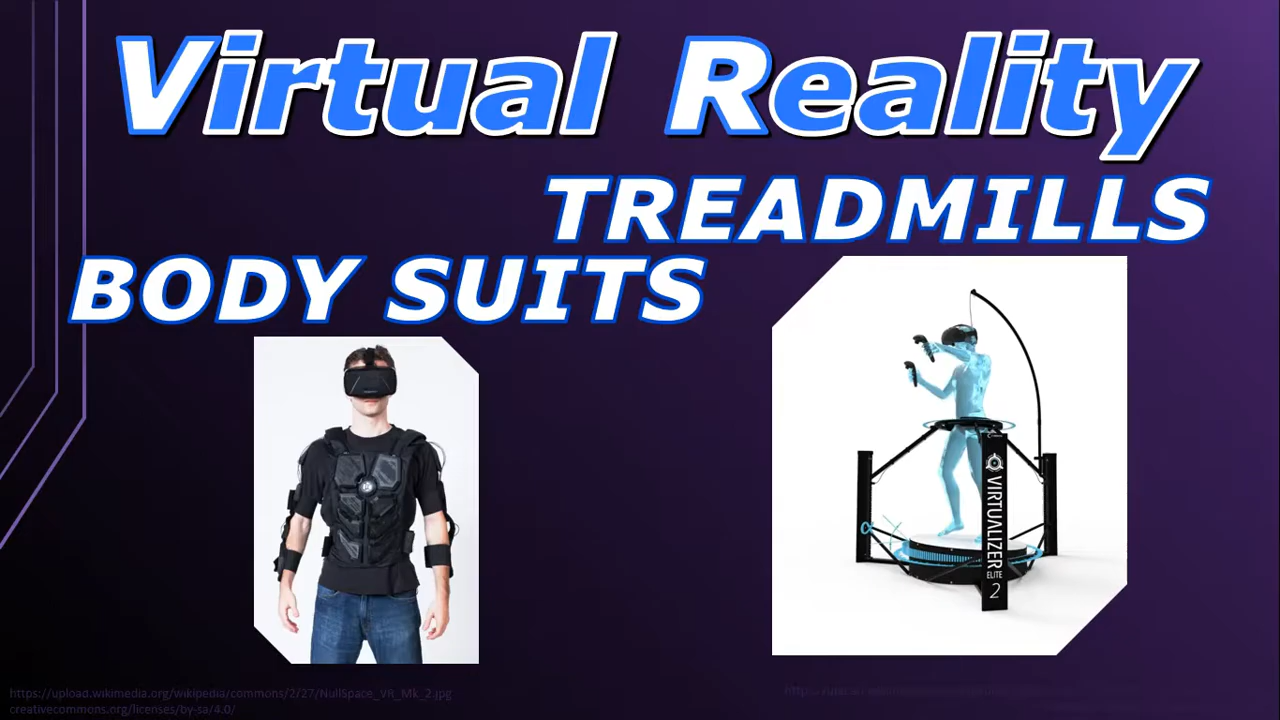 Virtual Reality
TREADMILLS
BODY SUITS
VIRTUALIZER
ELITE
2
https://upload.wikimedia.org/wikipedia/commons/2/27/NullSpace_VR_Mk_2.jpg
creativecommons.org/licenses/by-sa/4.0/